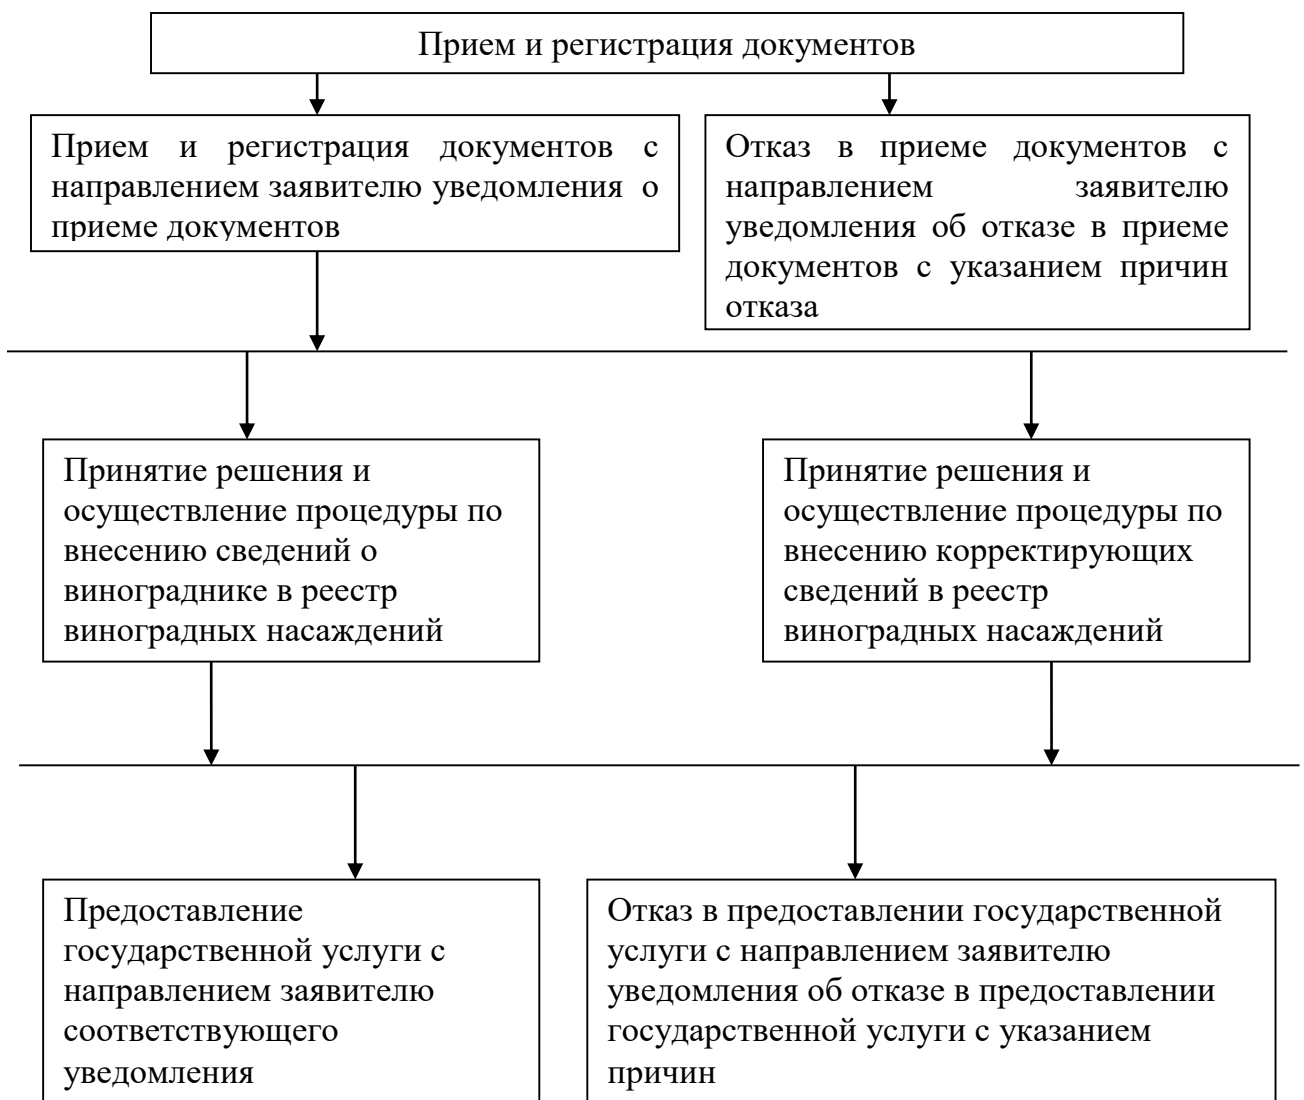 Прием и регистрация документов
Прием и регистрация документов с
направлением заявителю уведомления о
приеме документов
Отказ в приеме документов с
направлением заявителю
уведомления об отказе в приеме
документов с указанием причин
отказа
Принятие решения и
осуществление процедуры по
внесению сведений о
винограднике в реестр
виноградных насаждений
Принятие решения и
осуществление процедуры по
внесению корректирующих
сведений в реестр
виноградных насаждений
Предоставление
государственной услуги с
направлением заявителю
соответствующего
уведомления
Отказ в предоставлении государственной
услуги с направлением заявителю
уведомления об отказе в предоставлении
государственной услуги с указанием
причин